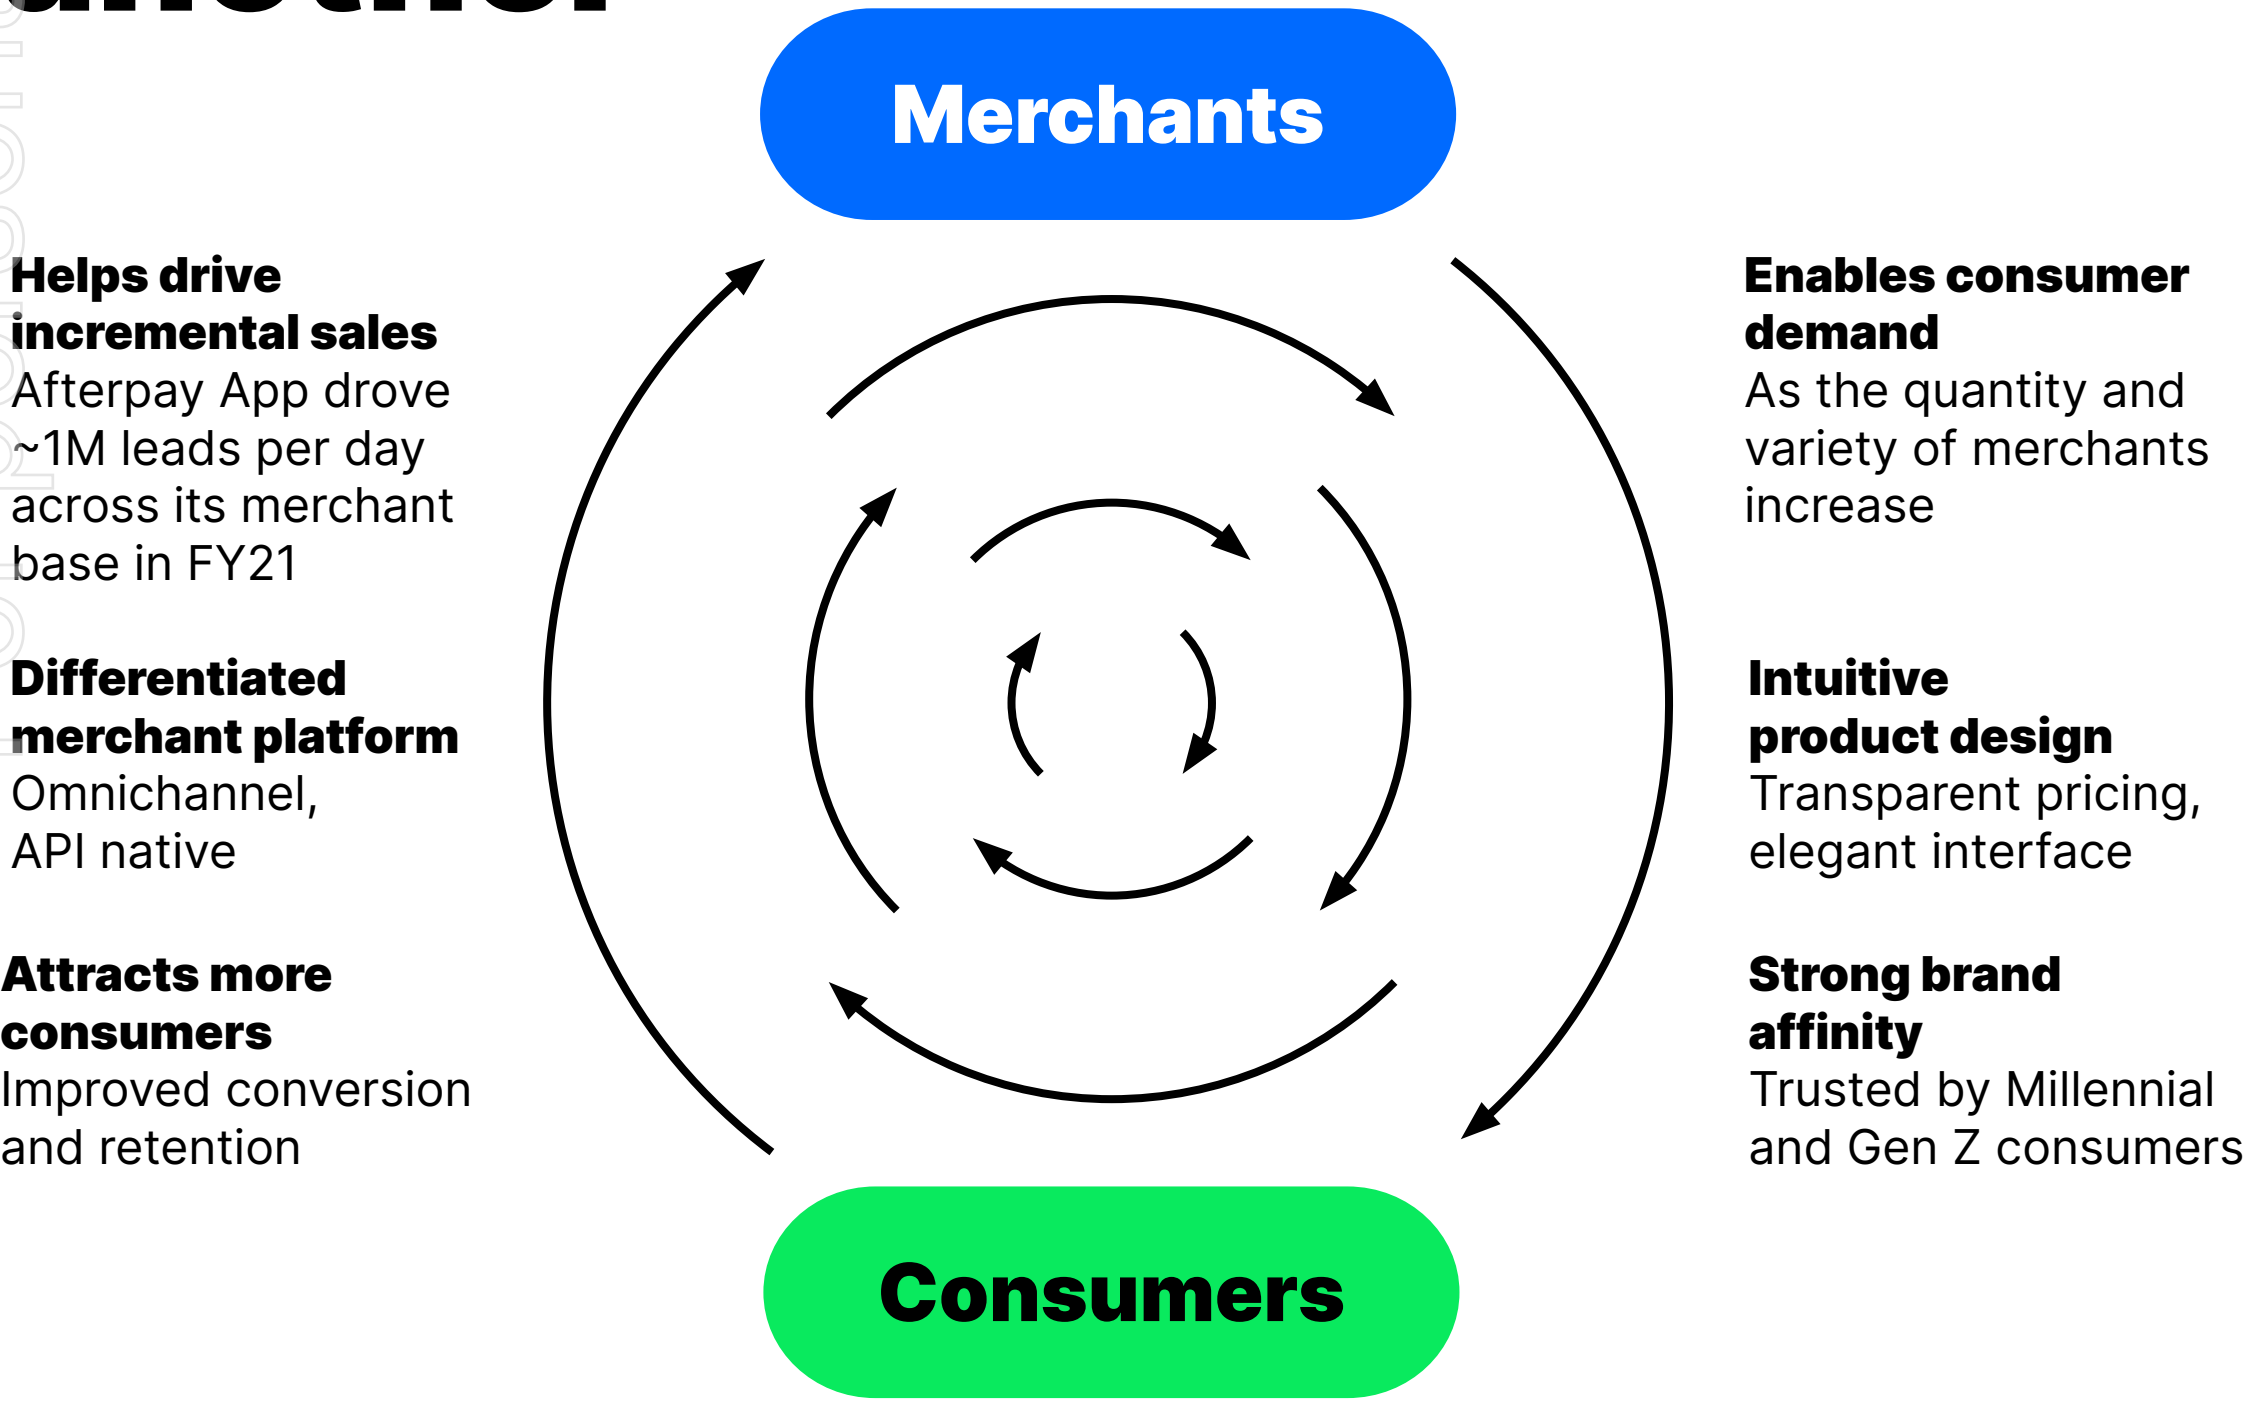 another
Merchants
Helps drive
incremental sales
Afterpay App drove
~1M leads per day
across its merchant
base in FY21
Differentiated
merchant platform
Omnichannel,
API native
Attracts more
consumers
Improved conversion
and retention
Enables consumer
demand
As the quantity and
variety of merchants
increase
Intuitive
product design
Transparent pricing,
elegant interface
Strong brand
affinity
Trusted by Millennial
and Gen Z consumers
Consumers